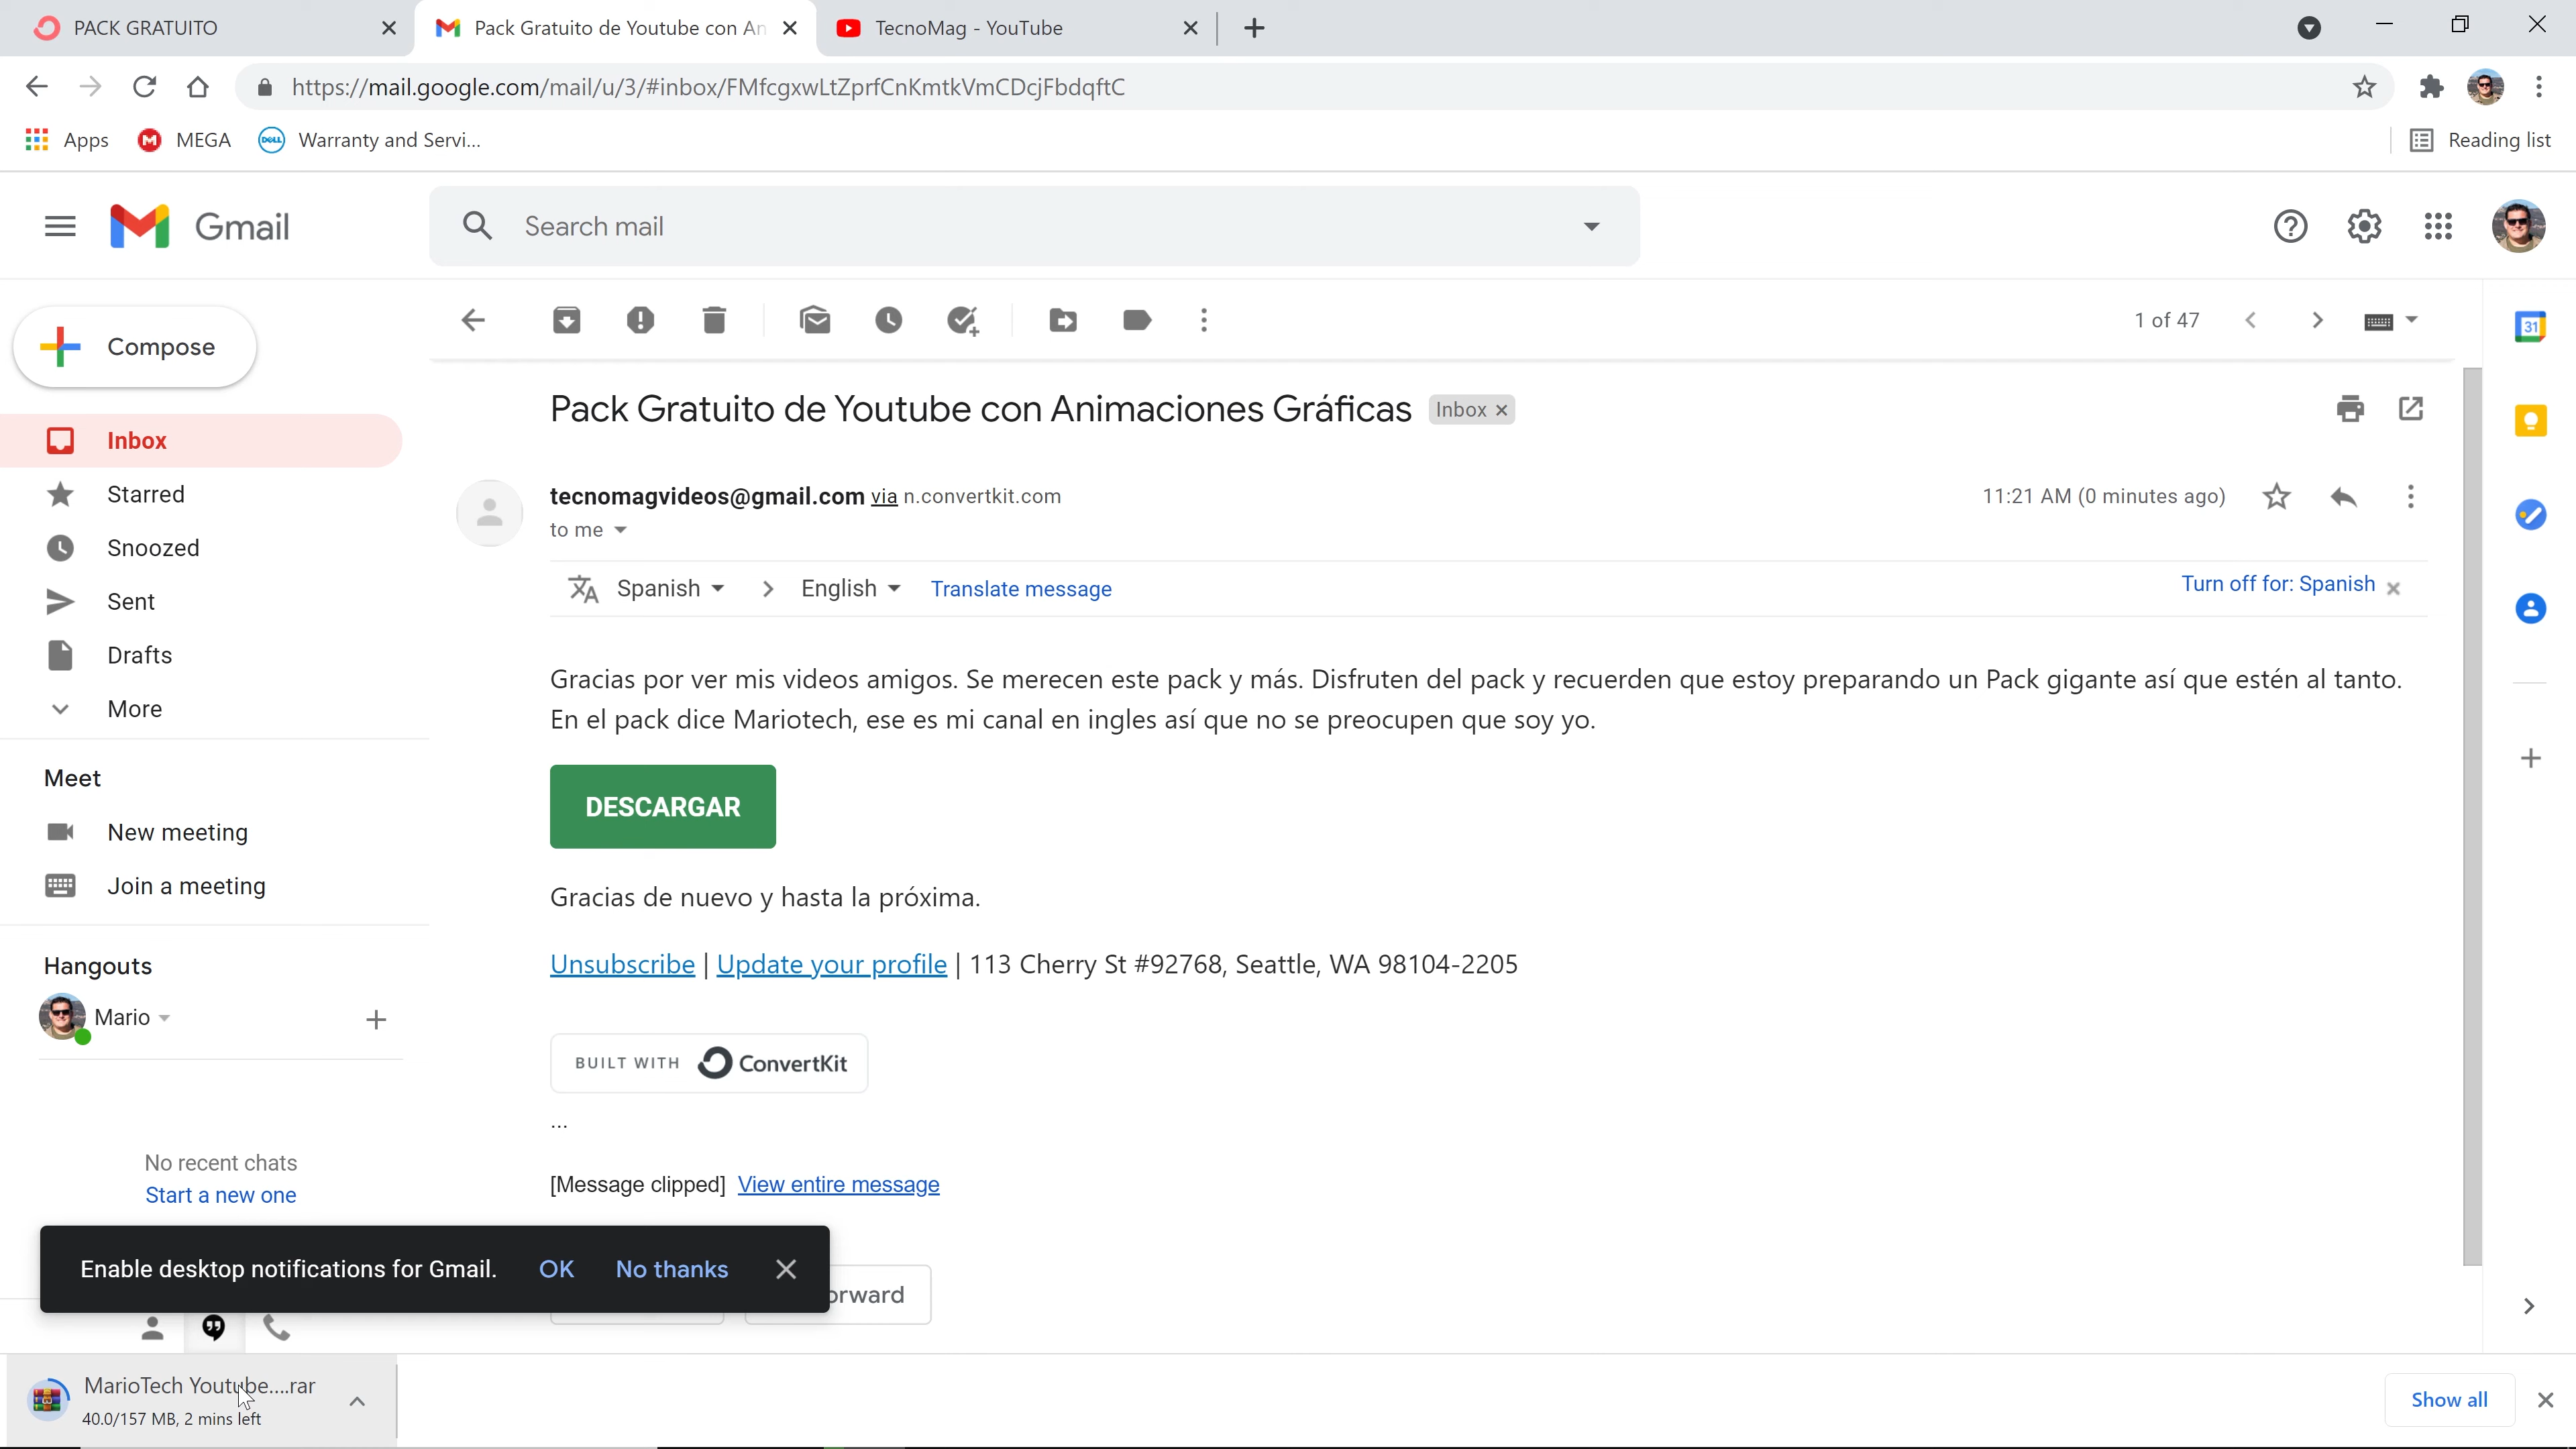 PACK GRATUITO
Pack Gratuito de Youtube con An
TecnoMag - YouTube
https://mail.google.com/mail/u/3/#inbox/FMfcgxwLtZprfCnKmtkVmCDcjFbdqftC
Apps
MEGA
DELL
Warranty and Servi...
Reading list
Gmail
Search mail
Compose
1 of 47
31
Inbox
Starred
Snoozed
Sent
Drafts
More
Meet
New meeting
Join a meeting
Hangouts
Mario
No recent chats
Start a new one
Pack Gratuito de Youtube con Animaciones Gráficas Inbox
tecnomagvideos@gmail.com via n.convertkit.com
11:21 AM (0 minutes ago)
to me
Spanish > English Translate message
Turn off for: Spanish
Gracias por ver mis videos amigos. Se merecen este pack y más. Disfruten del pack y recuerden que estoy preparando un Pack gigante así que estén al tanto.
En el pack dice Mariotech, ese es mi canal en ingles así que no se preocupen que soy yo.
DESCARGAR
Gracias de nuevo y hasta la próxima.
Unsubscribe | Update your profile | 113 Cherry St #92768, Seattle, WA 98104-2205
BUILT WITH ConvertKit
...
[Message clipped] View entire message
orward
Enable desktop notifications for Gmail. OK No thanks
MarioTech Youtube....rar
40.0/157 MB, 2 mins left
Show all